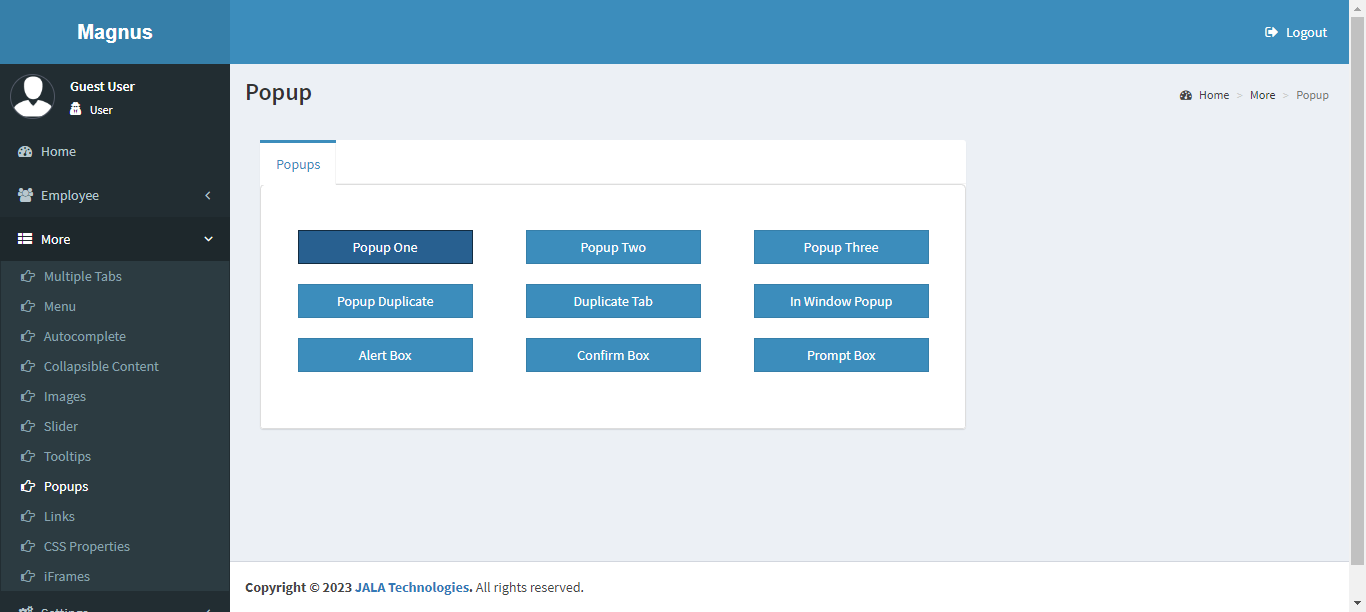 Magnus
Logout
Guest User
User
Home
Employee
More
Multiple Tabs
Menu
Autocomplete
Collapsible Content
Images
Slider
Tooltips
Popups
Links
CSS Properties
iFrames
Settings
Popup
Home > More > Popup
Popups
Popup One Popup Two Popup Three
Popup Duplicate Duplicate Tab In Window Popup
Alert Box Confirm Box Prompt Box
Copyright © 2023 JALA Technologies. All rights reserved.